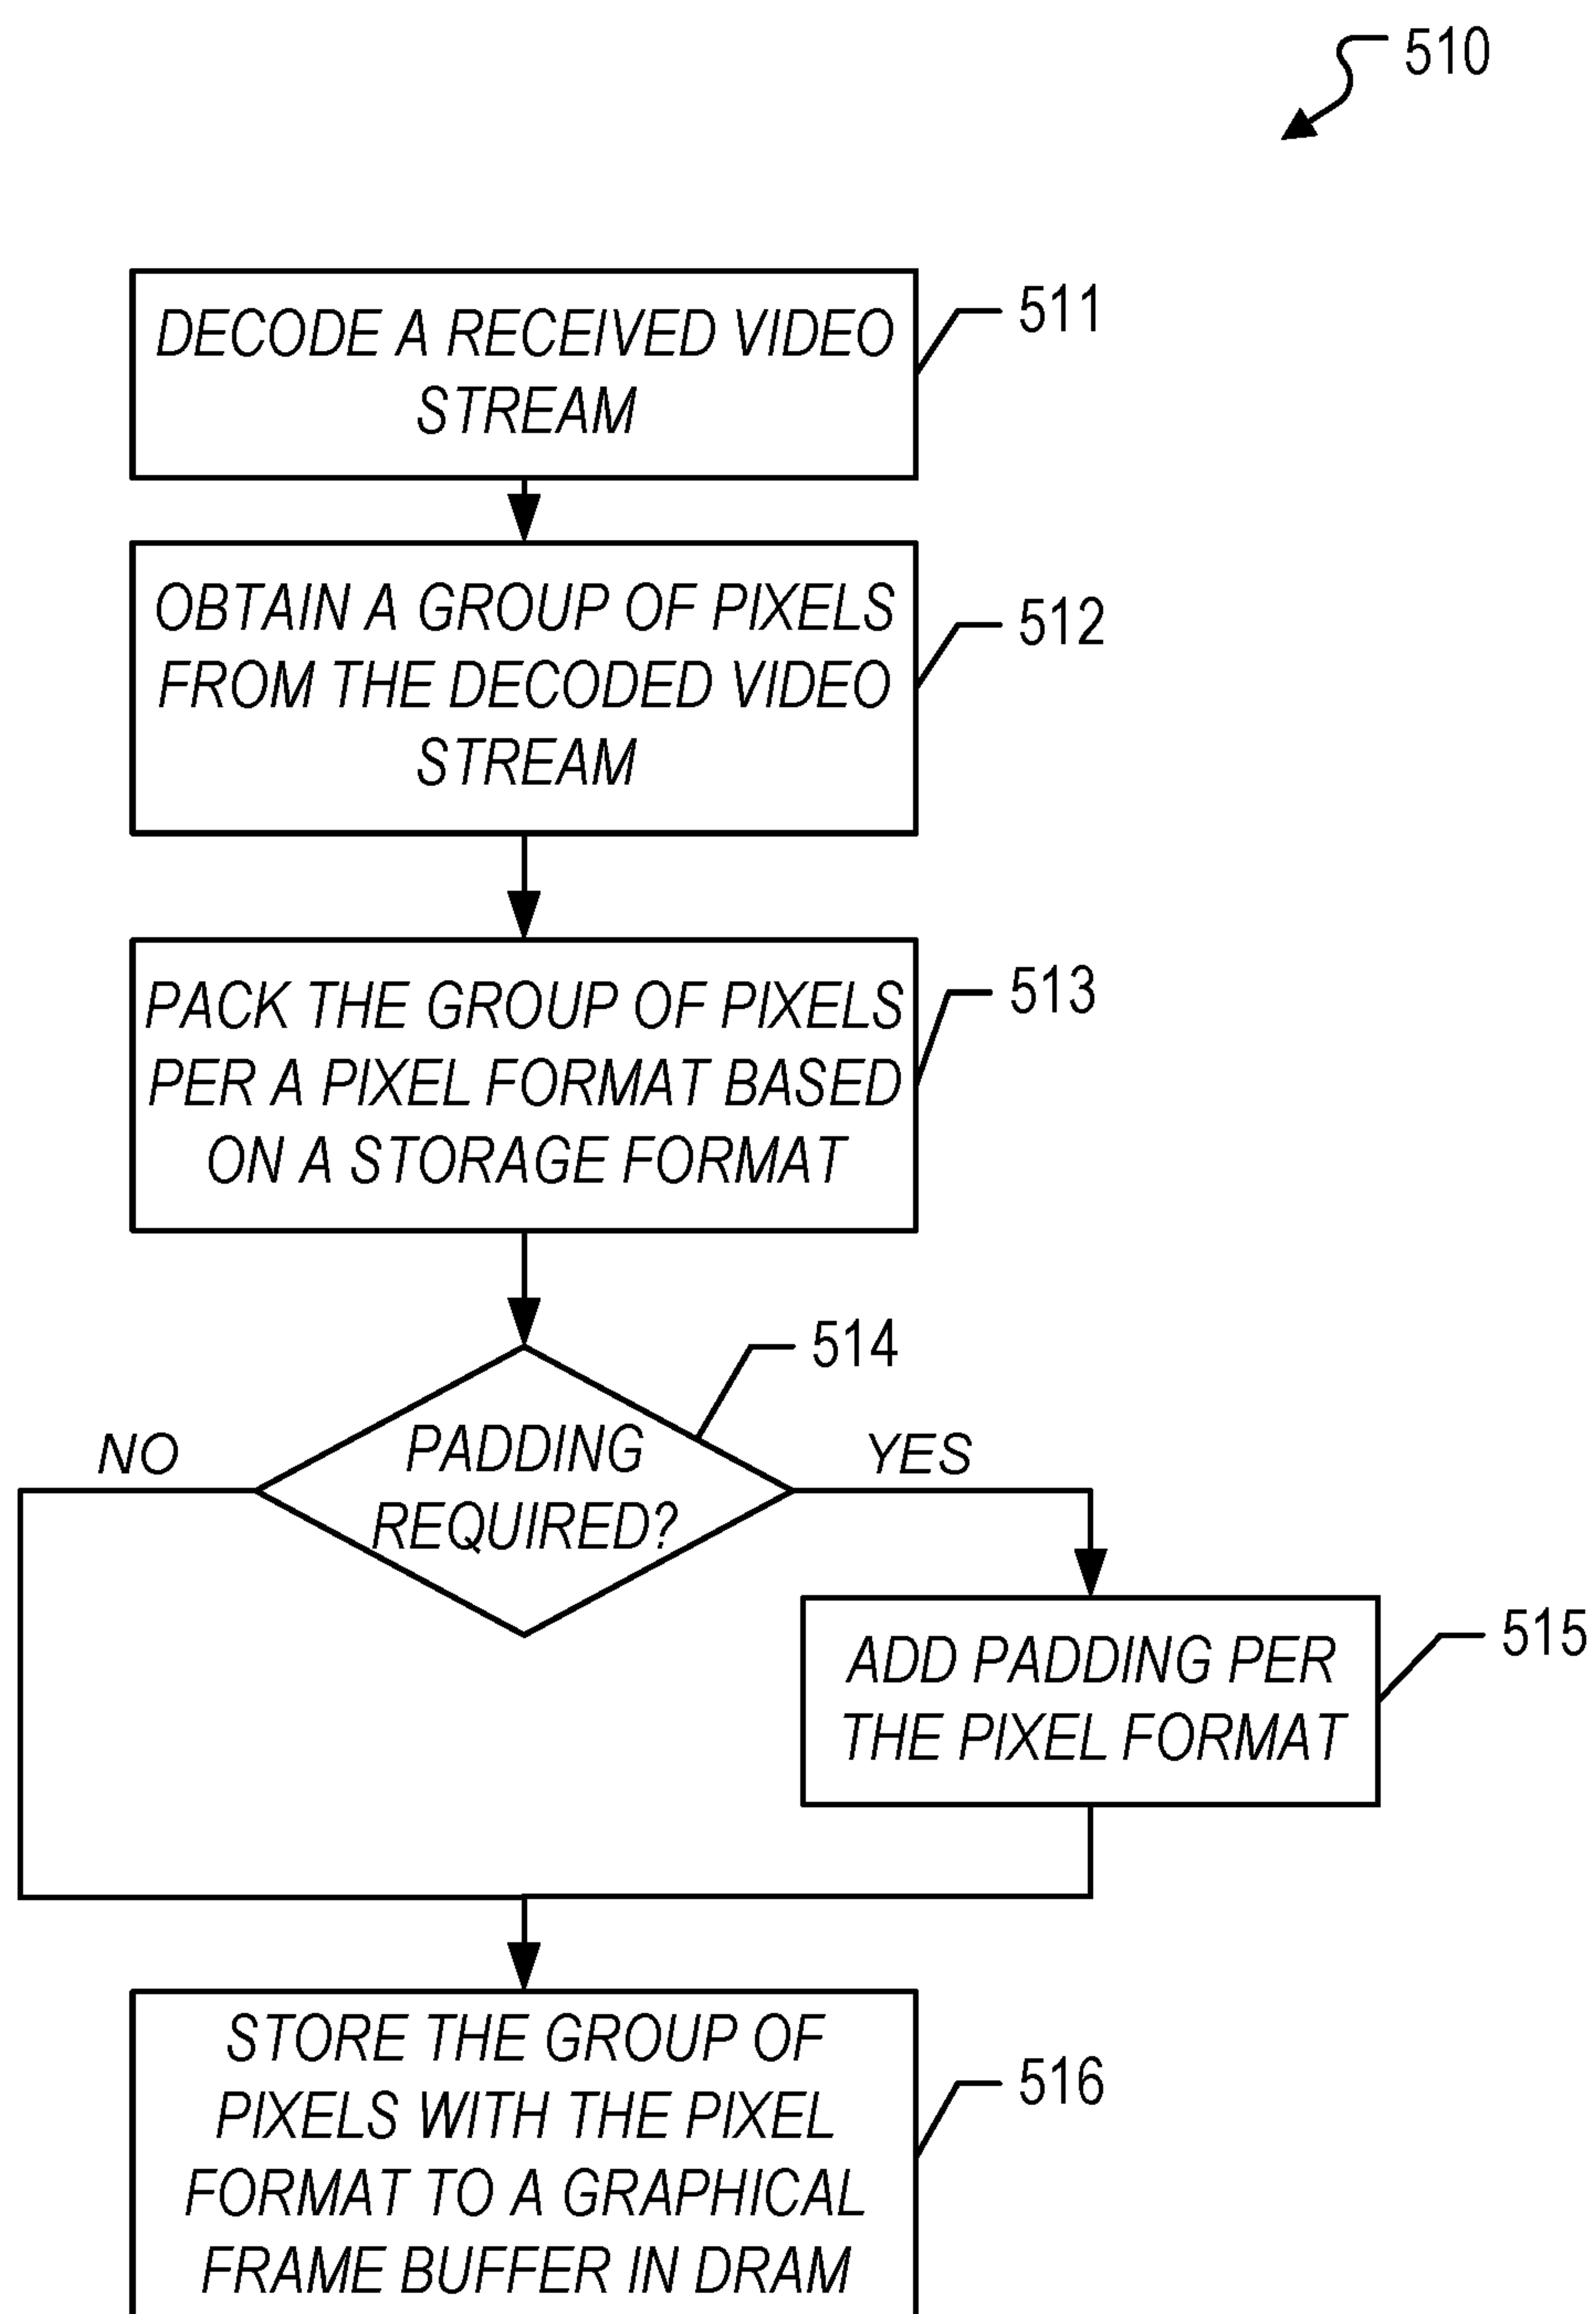 510
DECODE A RECEIVED VIDEO
STREAM
511
OBTAIN A GROUP OF PIXELS
FROM THE DECODED VIDEO
STREAM
512
PACK THE GROUP OF PIXELS
PER A PIXEL FORMAT BASED
ON A STORAGE FORMAT
513
514
NO
PADDING
REQUIRED?
YES
ADD PADDING PER
THE PIXEL FORMAT
515
STORE THE GROUP OF
PIXELS WITH THE PIXEL
FORMAT TO A GRAPHICAL
FRAME BUFFER IN DRAM
516